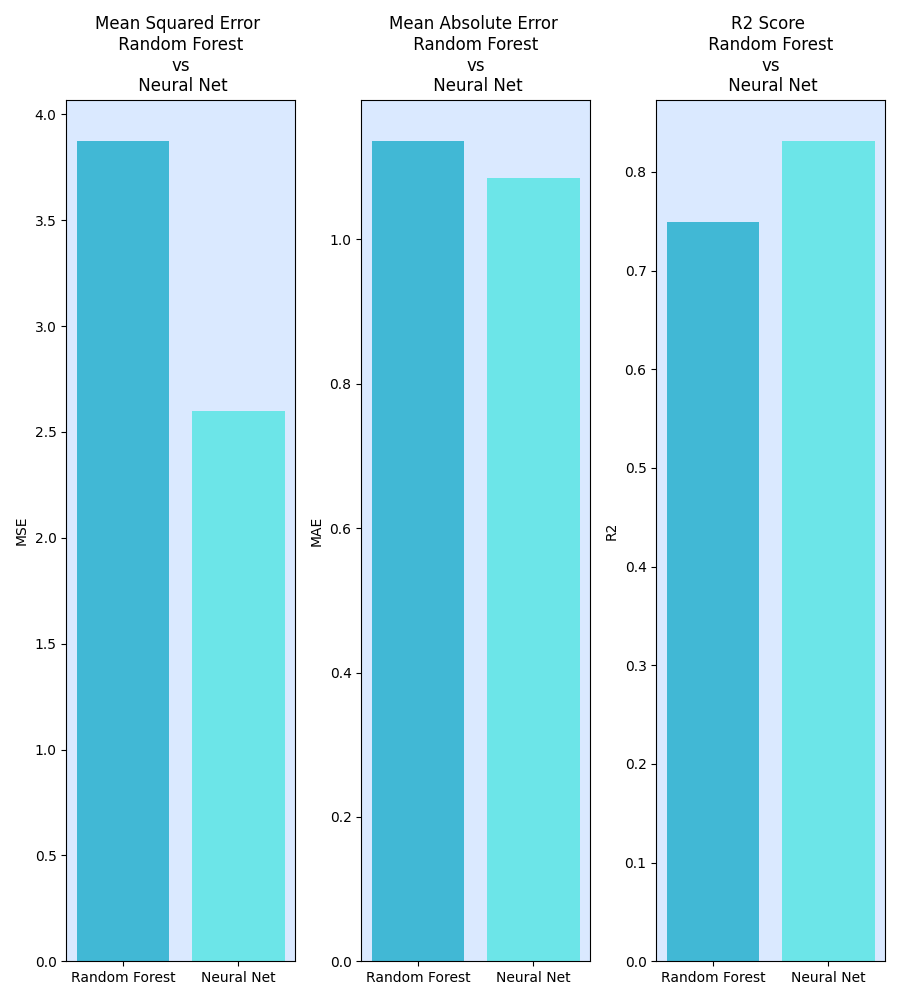 Mean Squared Error
Random Forest
vs
Neural Net
4.0
3.5
3.0
2.5
2.0
1.5
1.0
0.5
0.0
MSE
Random Forest Neural Net
Mean Absolute Error
Random Forest
vs
Neural Net
1.0
0.8
0.6
0.4
0.2
0.0
MAE
Random Forest Neural Net
R2 Score
Random Forest
vs
Neural Net
0.8
0.7
0.6
0.5
0.4
0.3
0.2
0.1
0.0
R2
Random Forest Neural Net